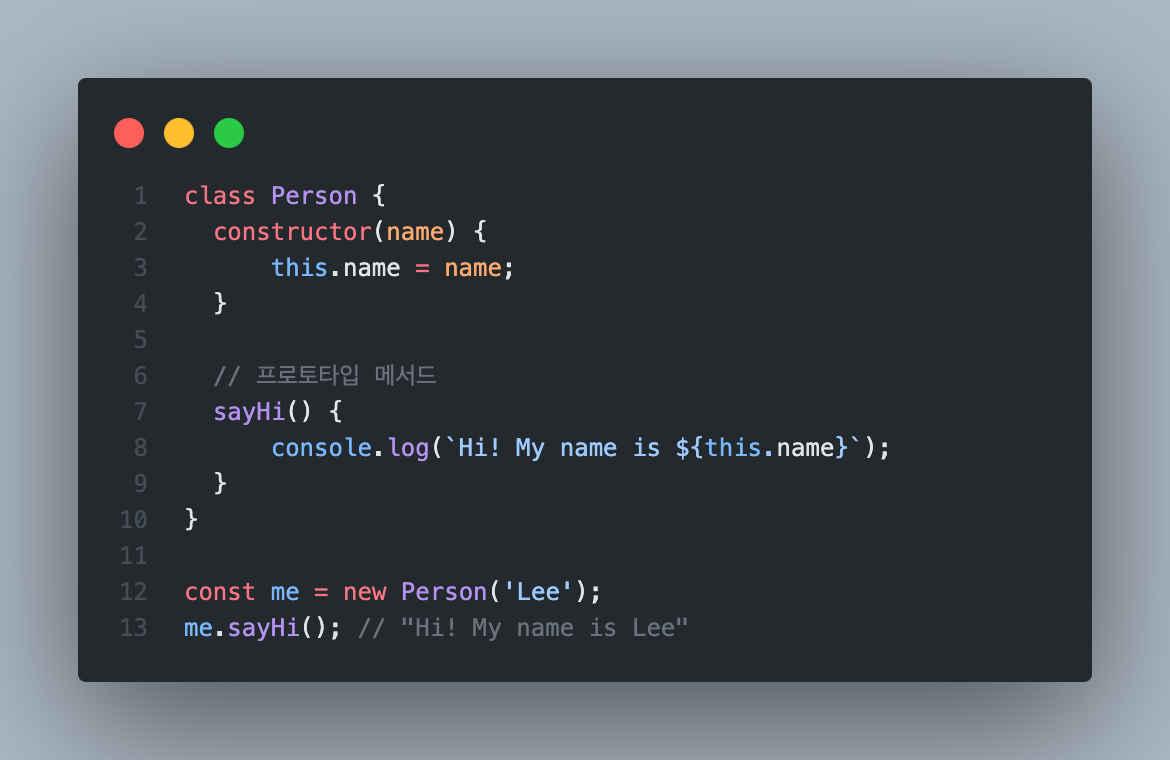 1 class Person {
2   constructor(name) {
3       this.name = name;
4   }
5
6   // 프로토타입 메서드
7   sayHi() {
8       console.log(`Hi! My name is ${this.name}`);
9   }
10 }
11
12 const me = new Person('Lee');
13 me.sayHi(); // "Hi! My name is Lee"